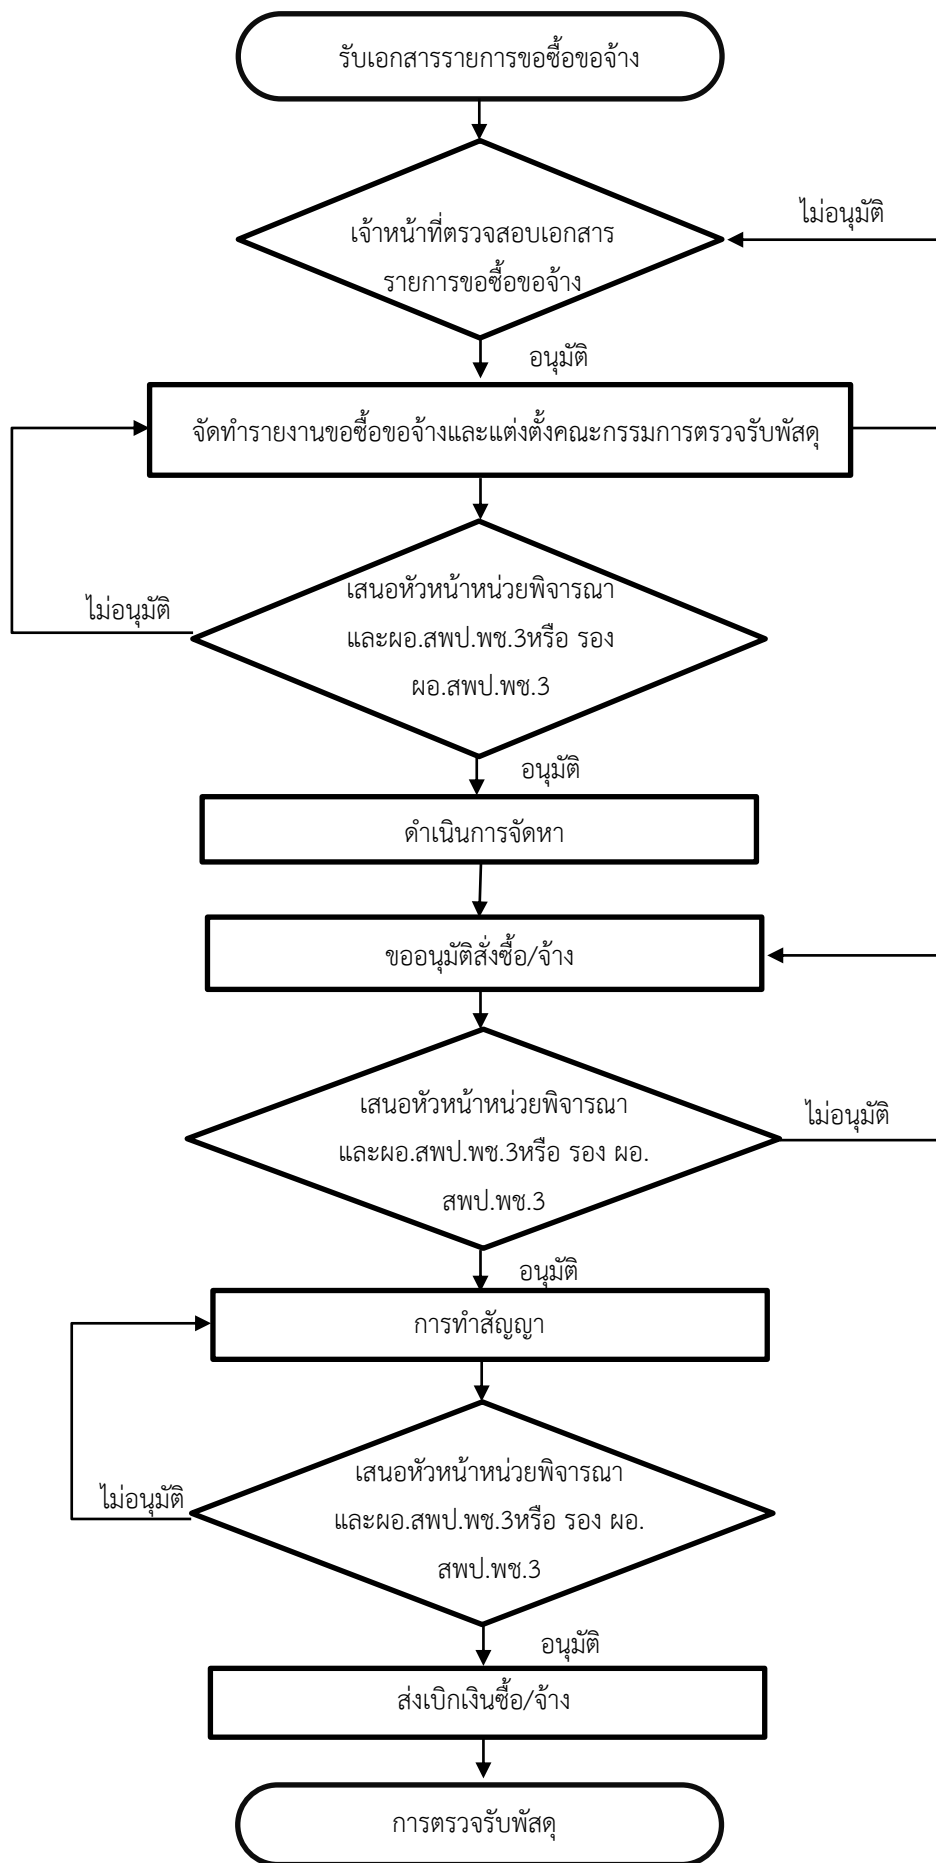 รับเอกสารรายการขอซื้อขอจ้าง
ไม่อนุมัติ
เจ้าหน้าที่ตรวจสอบเอกสาร
รายการขอซื้อขอจ้าง
อนุมัติ
จัดทำรายงานขอซื้อขอจ้างและแต่งตั้งคณะกรรมการตรวจรับพัสดุ
เสนอหัวหน้าหน่วยพิจารณา
ไม่อนุมัติ
และผอ.สพป.พช.3หรือ รอง
ผอ.สพป.พช.3
อนุมัติ
ดำเนินการจัดหา
ขออนุมัติสั่งซื้อ/จ้าง
เสนอหัวหน้าหน่วยพิจารณา
ไม่อนุมัติ
และผอ.สพป.พช.3หรือ รอง ผอ.
สพป.พช.3
อนุมัติ
การทำสัญญา
เสนอหัวหน้าหน่วยพิจารณา
ไม่อนุมัติ
และผอ.สพป.พช.3หรือ รอง ผอ.
สพป.พช.3
อนุมัติ
ส่งเบิกเงินซื้อ/จ้าง
การตรวจรับพัสดุ